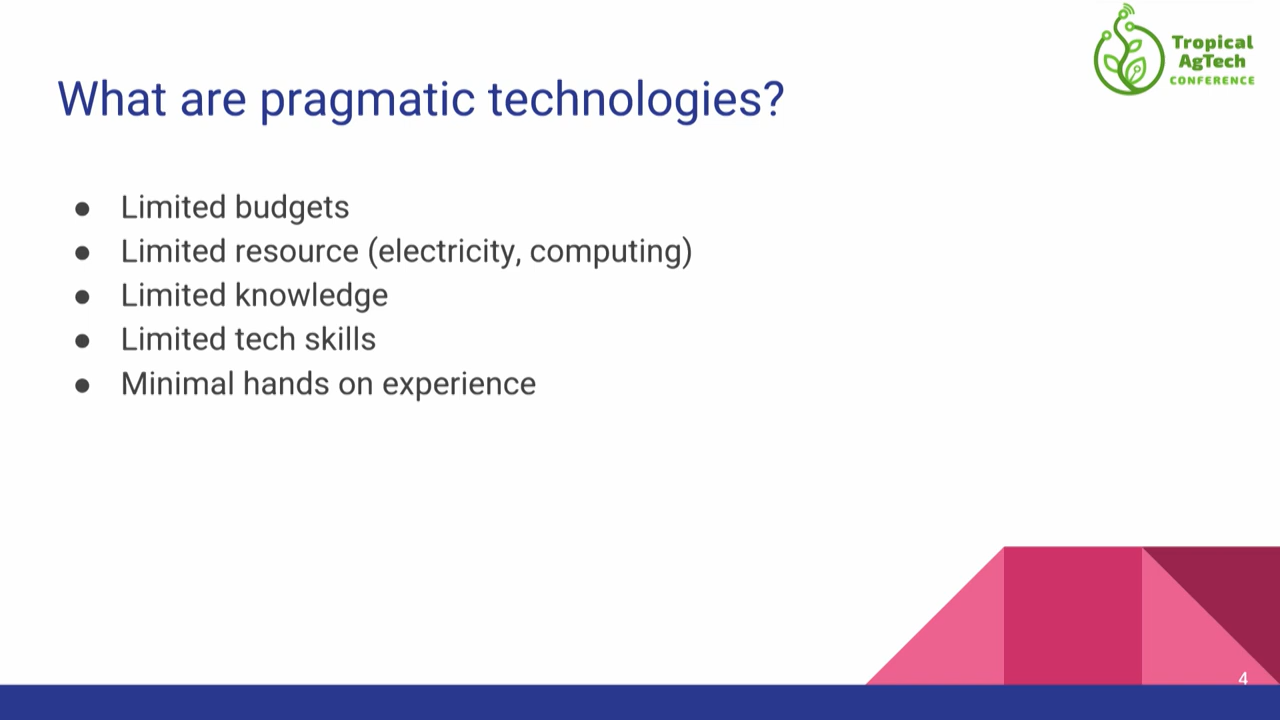 Tropical
AgTech
CONFERENCE
What are pragmatic technologies?
● Limited budgets
● Limited resource (electricity, computing)
● Limited knowledge
● Limited tech skills
● Minimal hands on experience
4